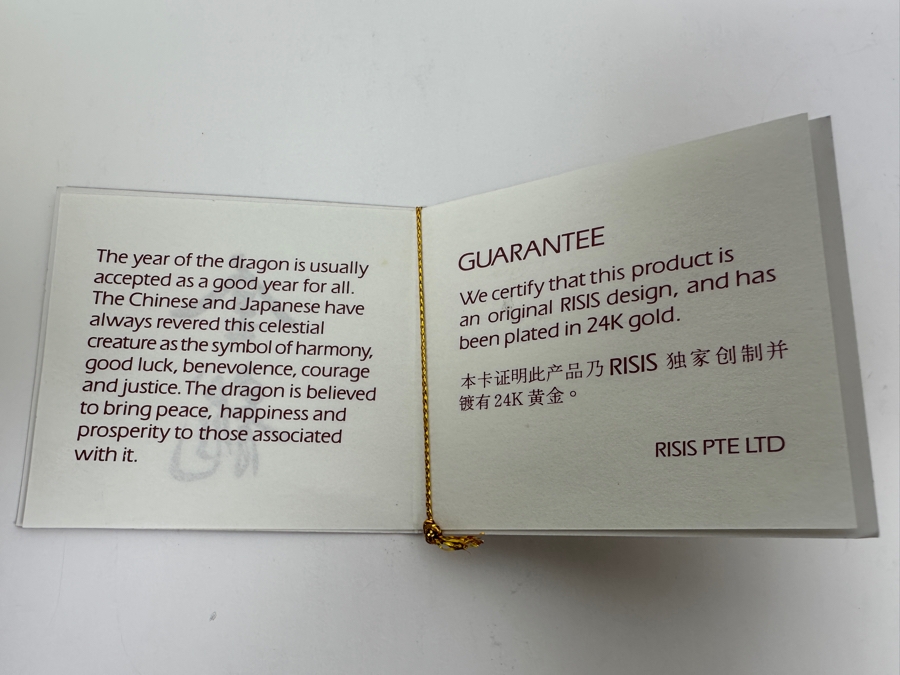 The year of the dragon is usually
accepted as a good year for all.
The Chinese and Japanese have
always revered this celestial
creature as the symbol of harmony,
good luck, benevolence, courage
and justice. The dragon is believed
to bring peace, happiness and
prosperity to those associated
with it.
GUARANTEE
We certify that this product is
an original RISIS design, and has
been plated in 24K gold.
本卡证明此产品乃 RISIS 独家创制并
镀有24K 黄金。
RISIS PTE LTD